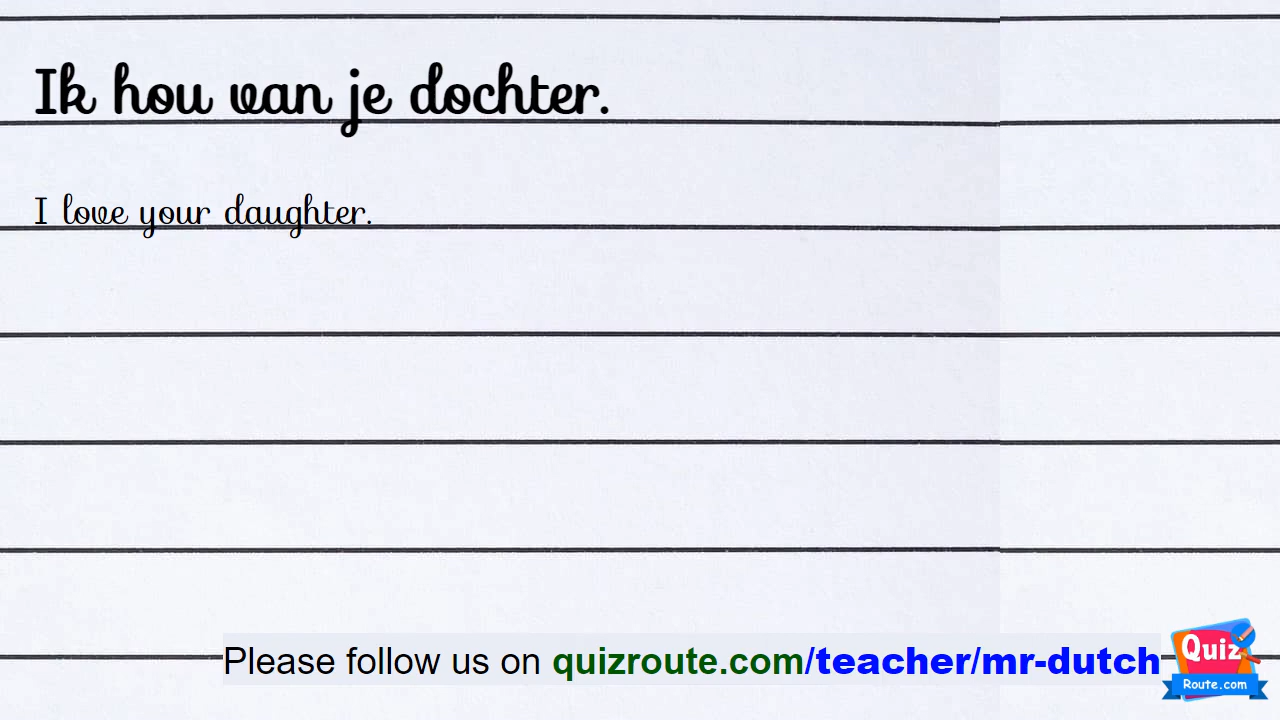 Ik hou van je dochter.
I love your daughter.
Please follow us on quizroute.com/teacher/mr-dutch
Quiz
Route.com